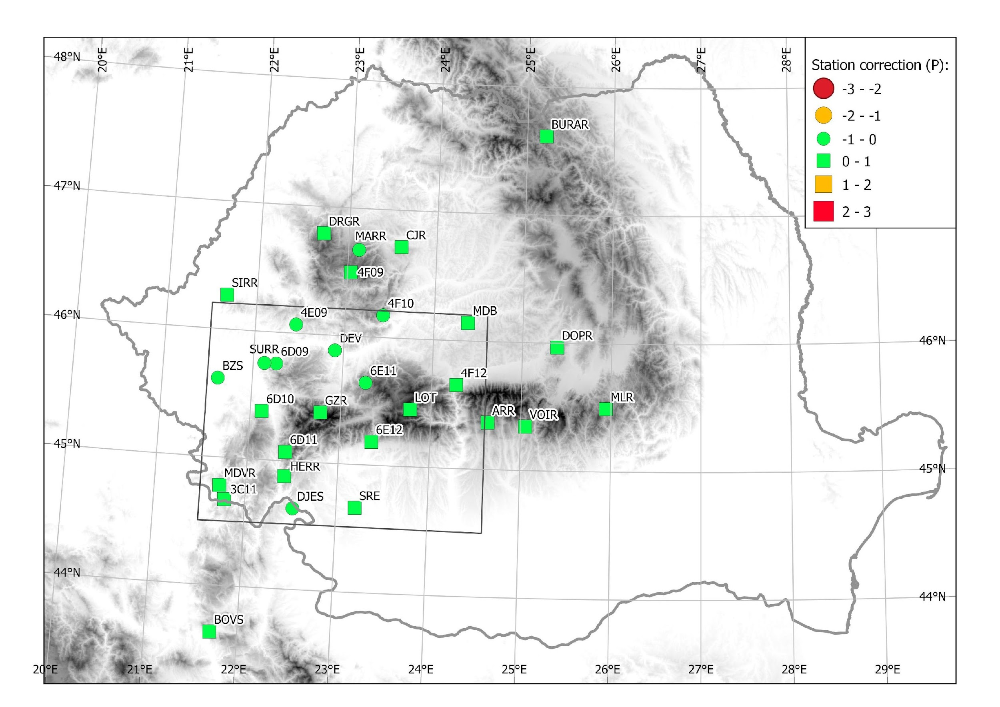 20°E
21°E
22°E
23°E
24°E
25°E
26°E
27°E
28°E
48°N
Station correction (P):
-3 - -2
-2 - -1
-1 - 0
0 - 1
1 - 2
2 - 3
BURAR
47°N
DRGR
MARR
CJR
4F09
SIRR
4F10
46°N
4E09
MDB
DEV
DOPR
46°N
SURR
6D09
BZS
6E11
4F12
6D10
GZR
LOT
MLR
ARR
VOIR
6E12
6D11
45°N
HERR
45°N
MDVR
3C11
DJES
SRE
44°N
44°N
BOVS
20°E
21°E
22°E
23°E
24°E
25°E
26°E
27°E
28°E
29°E